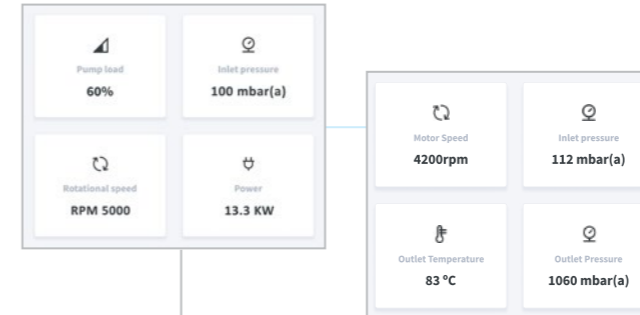 Pump load
60%
Inlet pressure
100 mbar(a)
Rotational speed
RPM 5000
Power
13.3 KW
Motor Speed
4200rpm
Inlet pressure
112 mbar(a)
Outlet Temperature
83 °C
Outlet Pressure
1060 mbar(a)